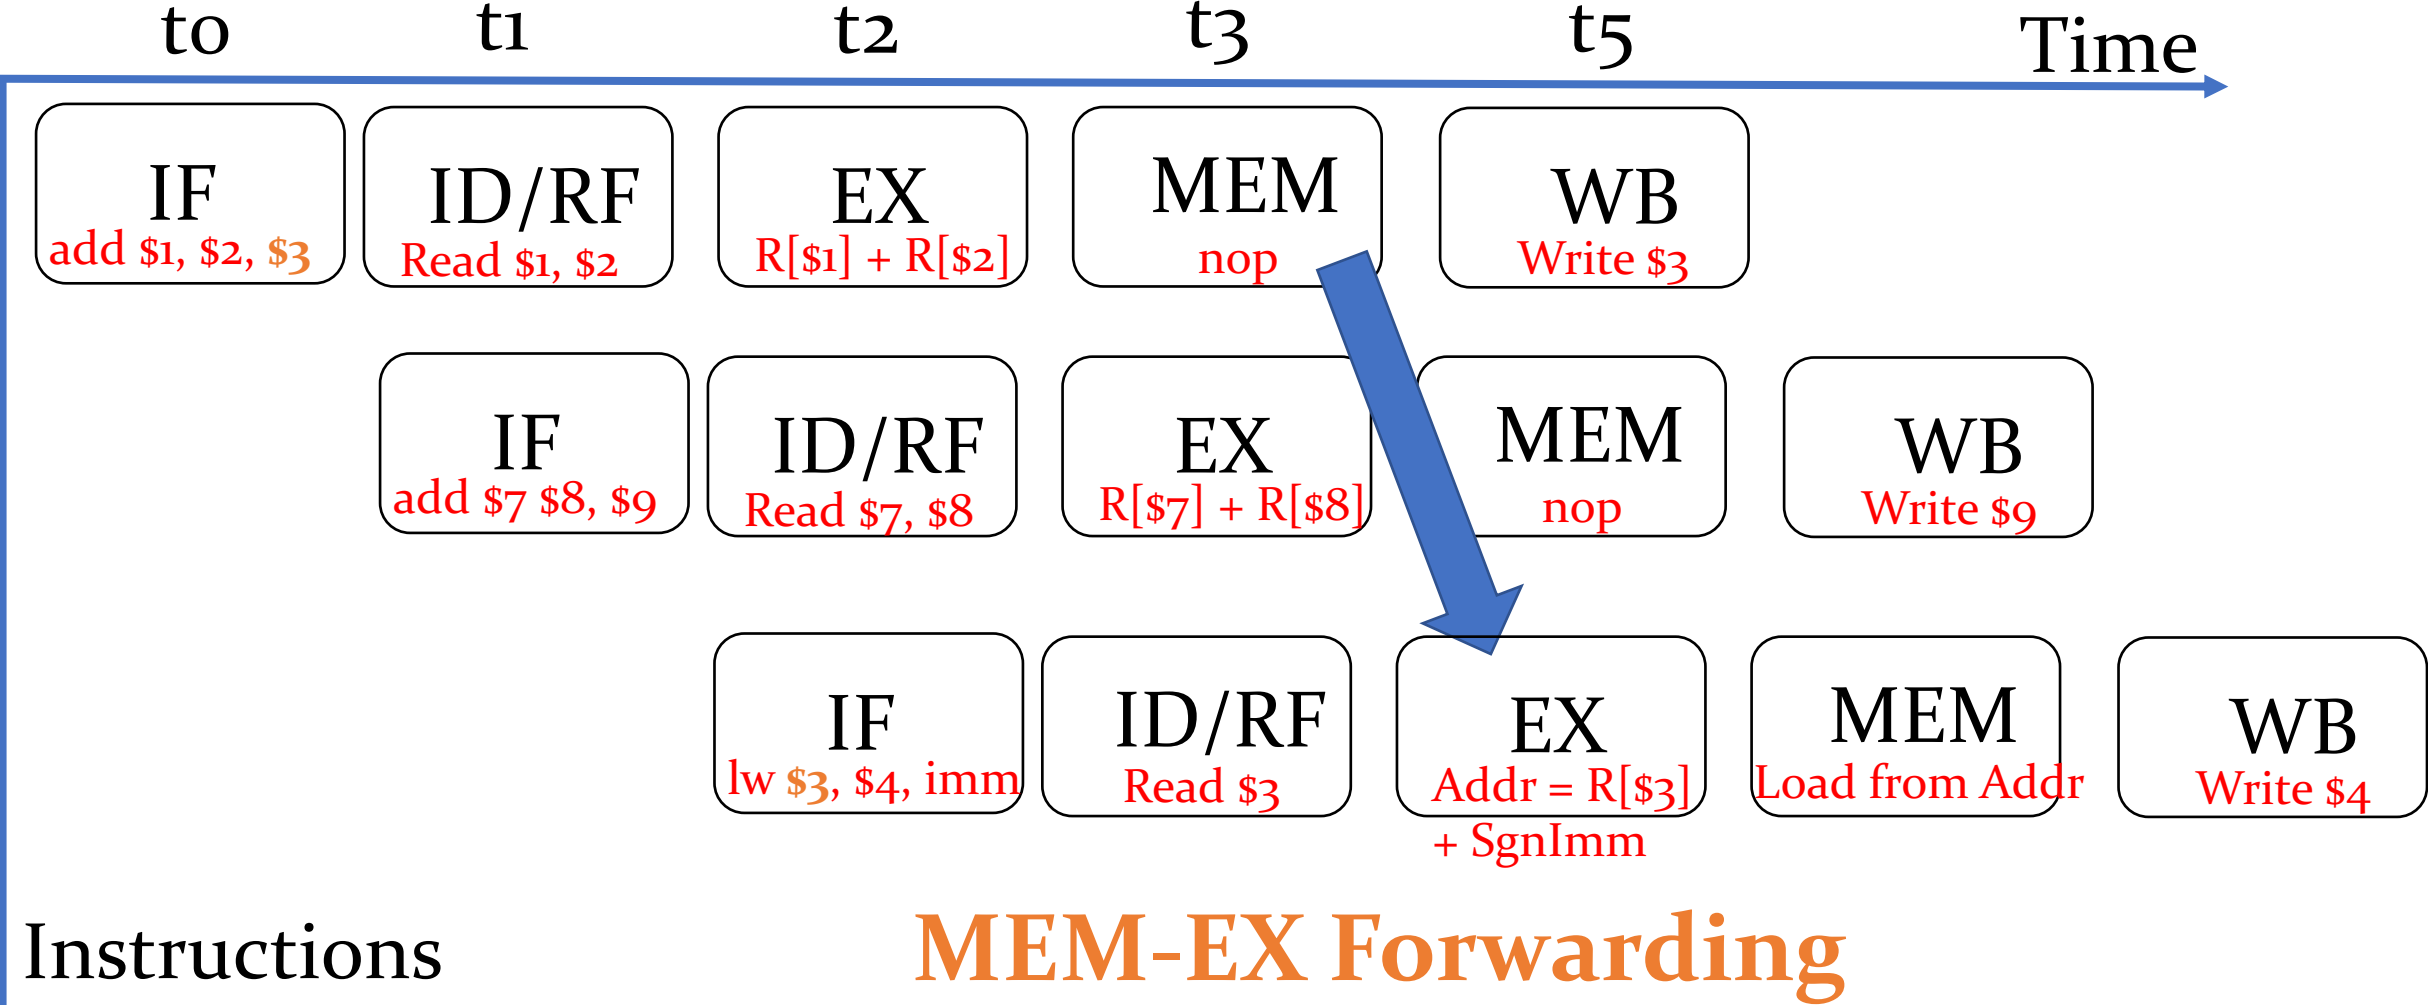 t0 t1 t2 t3 t5 Time
IF ID/RF EX MEM WB
add $1, $2, $3 Read $1, $2 R[$1] + R[$2] nop Write $3
IF ID/RF EX MEM WB
add $7 $8, $9 Read $7, $8 R[$7] + R[$8] nop Write $9
IF ID/RF EX MEM WB
lw $3, $4, imm Read $3 Addr = R[$3] Load from Addr Write $4
+ SgnImm
Instructions MEM-EX Forwarding